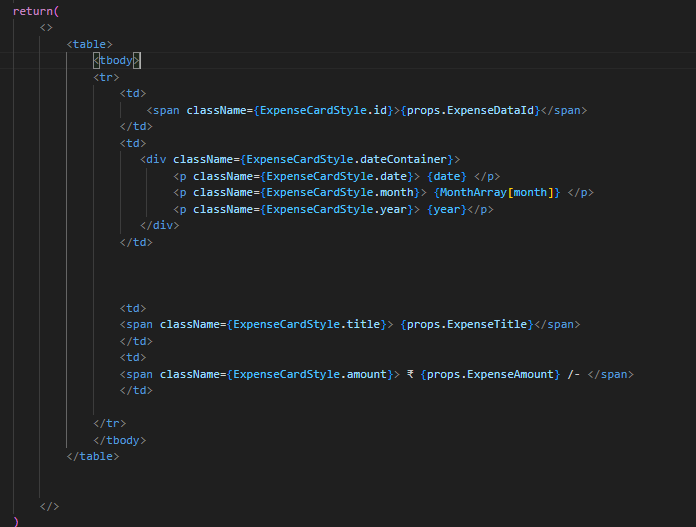 return(
<>
<table>
<tbody>
<tr>
<td>
<span className={ExpenseCardStyle.id}>{props.ExpenseDataId}</span>
</td>
<td>
<div className={ExpenseCardStyle.dateContainer}>
<p className={ExpenseCardStyle.date}> {date} </p>
<p className={ExpenseCardStyle.month}> {MonthArray[month]} </p>
<p className={ExpenseCardStyle.year}> {year}</p>
</div>
</td>
<td>
<span className={ExpenseCardStyle.title}> {props.ExpenseTitle}</span>
</td>
<td>
<span className={ExpenseCardStyle.amount}> ₹ {props.ExpenseAmount} /- </span>
</td>
</tr>
</tbody>
</table>
</>
)